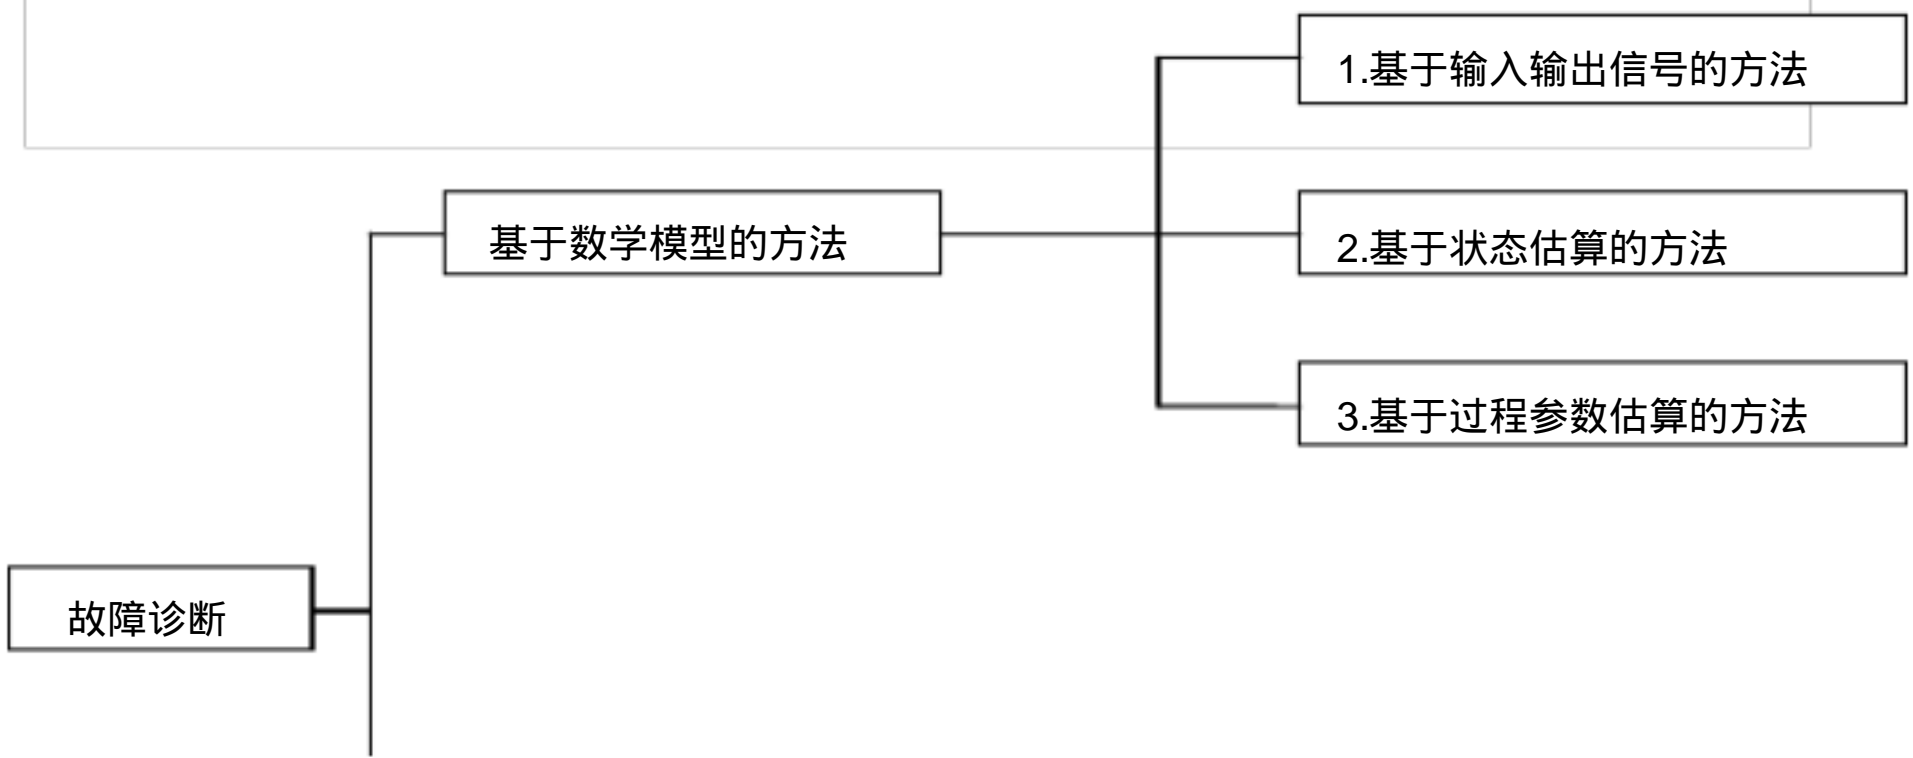 1.基于输入输出信号的方法
基于数学模型的方法
2.基于状态估算的方法
3.基于过程参数估算的方法
故障诊断